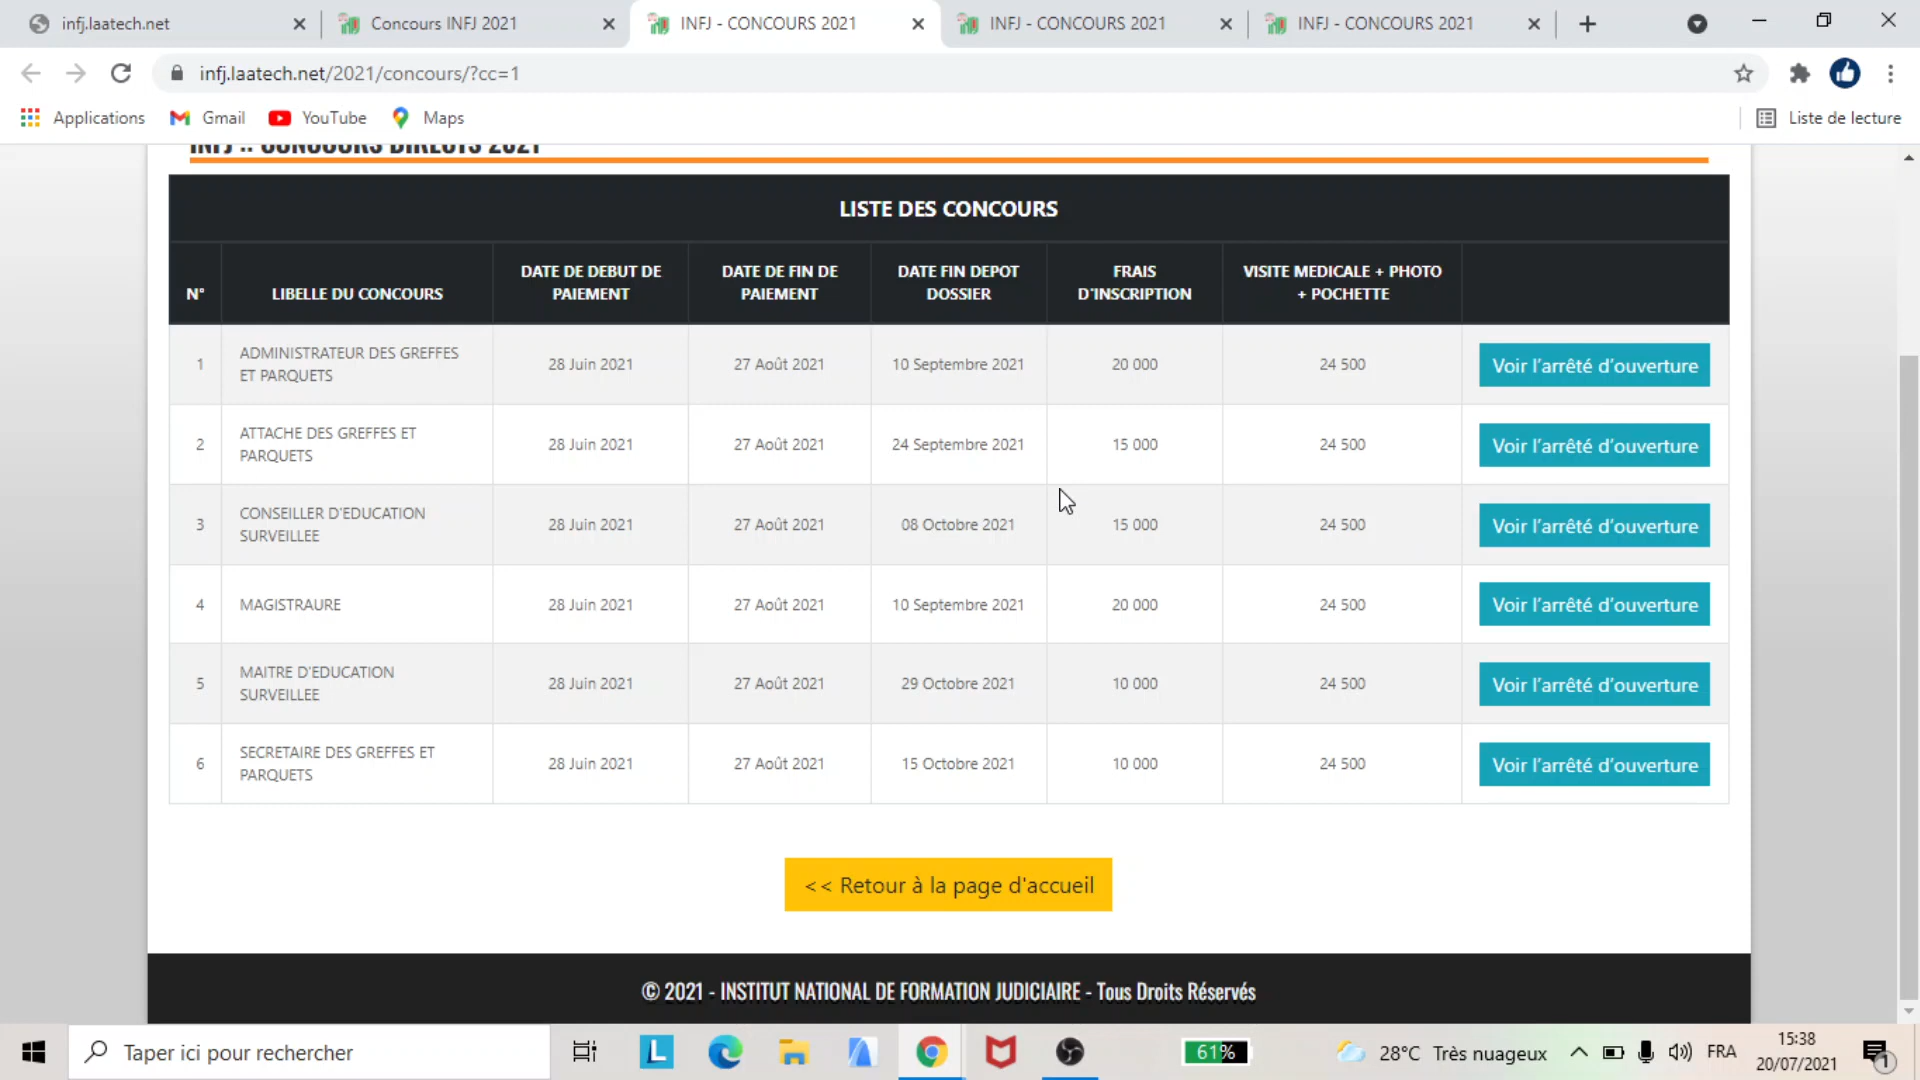 infj.laatech.net
Concours INFJ 2021
INFJ - CONCOURS 2021
INFJ - CONCOURS 2021
INFJ - CONCOURS 2021
infj.laatech.net/2021/concours/?cc=1
Applications
Gmail
YouTube
Maps
Liste de lecture
INFJ :: CONCOURS DIRECTS 2021
LISTE DES CONCOURS
N°
LIBELLE DU CONCOURS
DATE DE DEBUT DE
PAIEMENT
DATE DE FIN DE
PAIEMENT
DATE FIN DEPOT
DOSSIER
FRAIS
D'INSCRIPTION
VISITE MEDICALE + PHOTO
+ POCHETTE
1
ADMINISTRATEUR DES GREFFES
ET PARQUETS
28 Juin 2021
27 Août 2021
10 Septembre 2021
20 000
24 500
Voir l’arrêté d’ouverture
2
ATTACHE DES GREFFES ET
PARQUETS
28 Juin 2021
27 Août 2021
24 Septembre 2021
15 000
24 500
Voir l’arrêté d’ouverture
3
CONSEILLER D'EDUCATION
SURVEILLEE
28 Juin 2021
27 Août 2021
08 Octobre 2021
15 000
24 500
Voir l’arrêté d’ouverture
4
MAGISTRAURE
28 Juin 2021
27 Août 2021
10 Septembre 2021
20 000
24 500
Voir l’arrêté d’ouverture
5
MAITRE D'EDUCATION
SURVEILLEE
28 Juin 2021
27 Août 2021
29 Octobre 2021
10 000
24 500
Voir l’arrêté d’ouverture
6
SECRETAIRE DES GREFFES ET
PARQUETS
28 Juin 2021
27 Août 2021
15 Octobre 2021
10 000
24 500
Voir l’arrêté d’ouverture
<< Retour à la page d'accueil
© 2021 - INSTITUT NATIONAL DE FORMATION JUDICIAIRE - Tous Droits Réservés
Taper ici pour rechercher
L
61%
28°C Très nuageux
FRA
15:38
20/07/2021
1